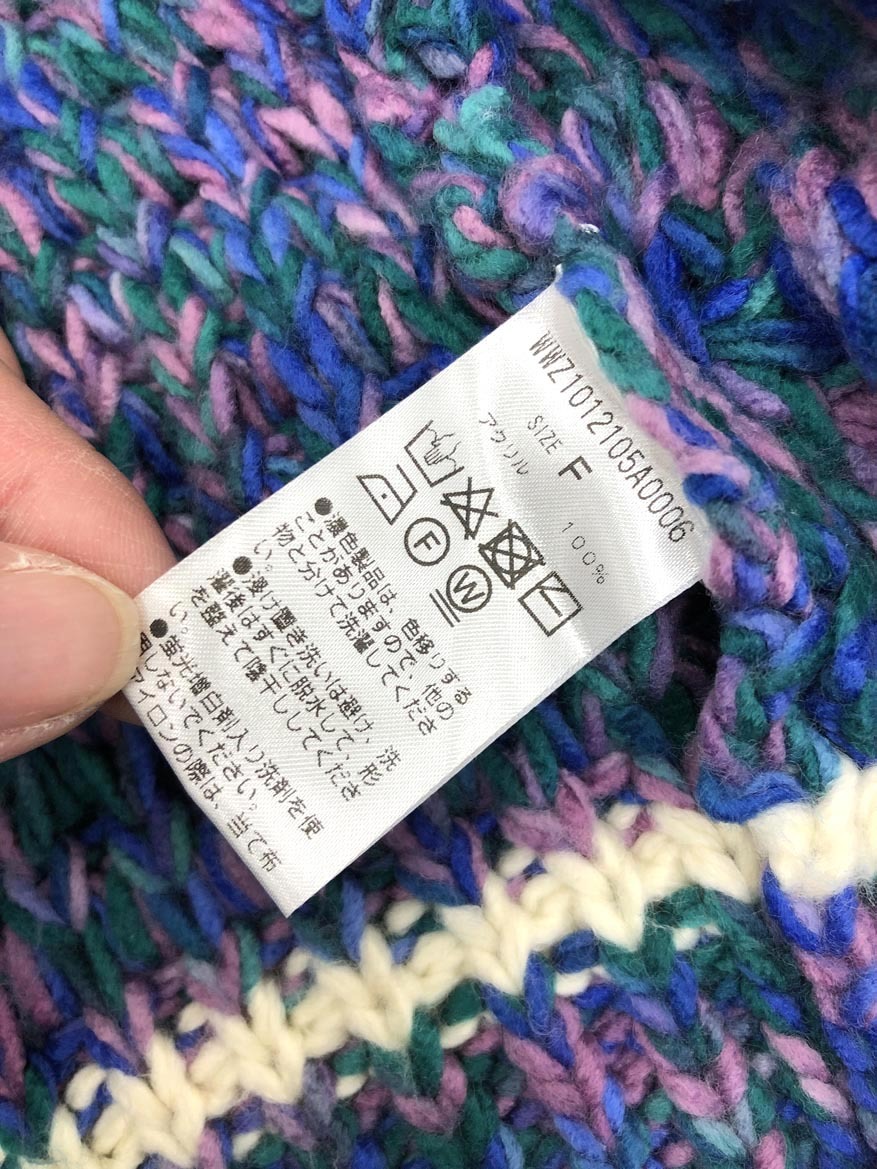 WWZ1012105A0006
SIZE F
アクリル 100%
F W
●濃色製品は、色移りする
ことがありますので、他の
物と分けて洗濯してくださ
い。
●浸け置き洗いは避け、洗
濯後はすぐに脱水して、形
を整えて陰干ししてくださ
い。
●蛍光増白剤入り洗剤を使
用しないでください。
アイロンの際は、当て布